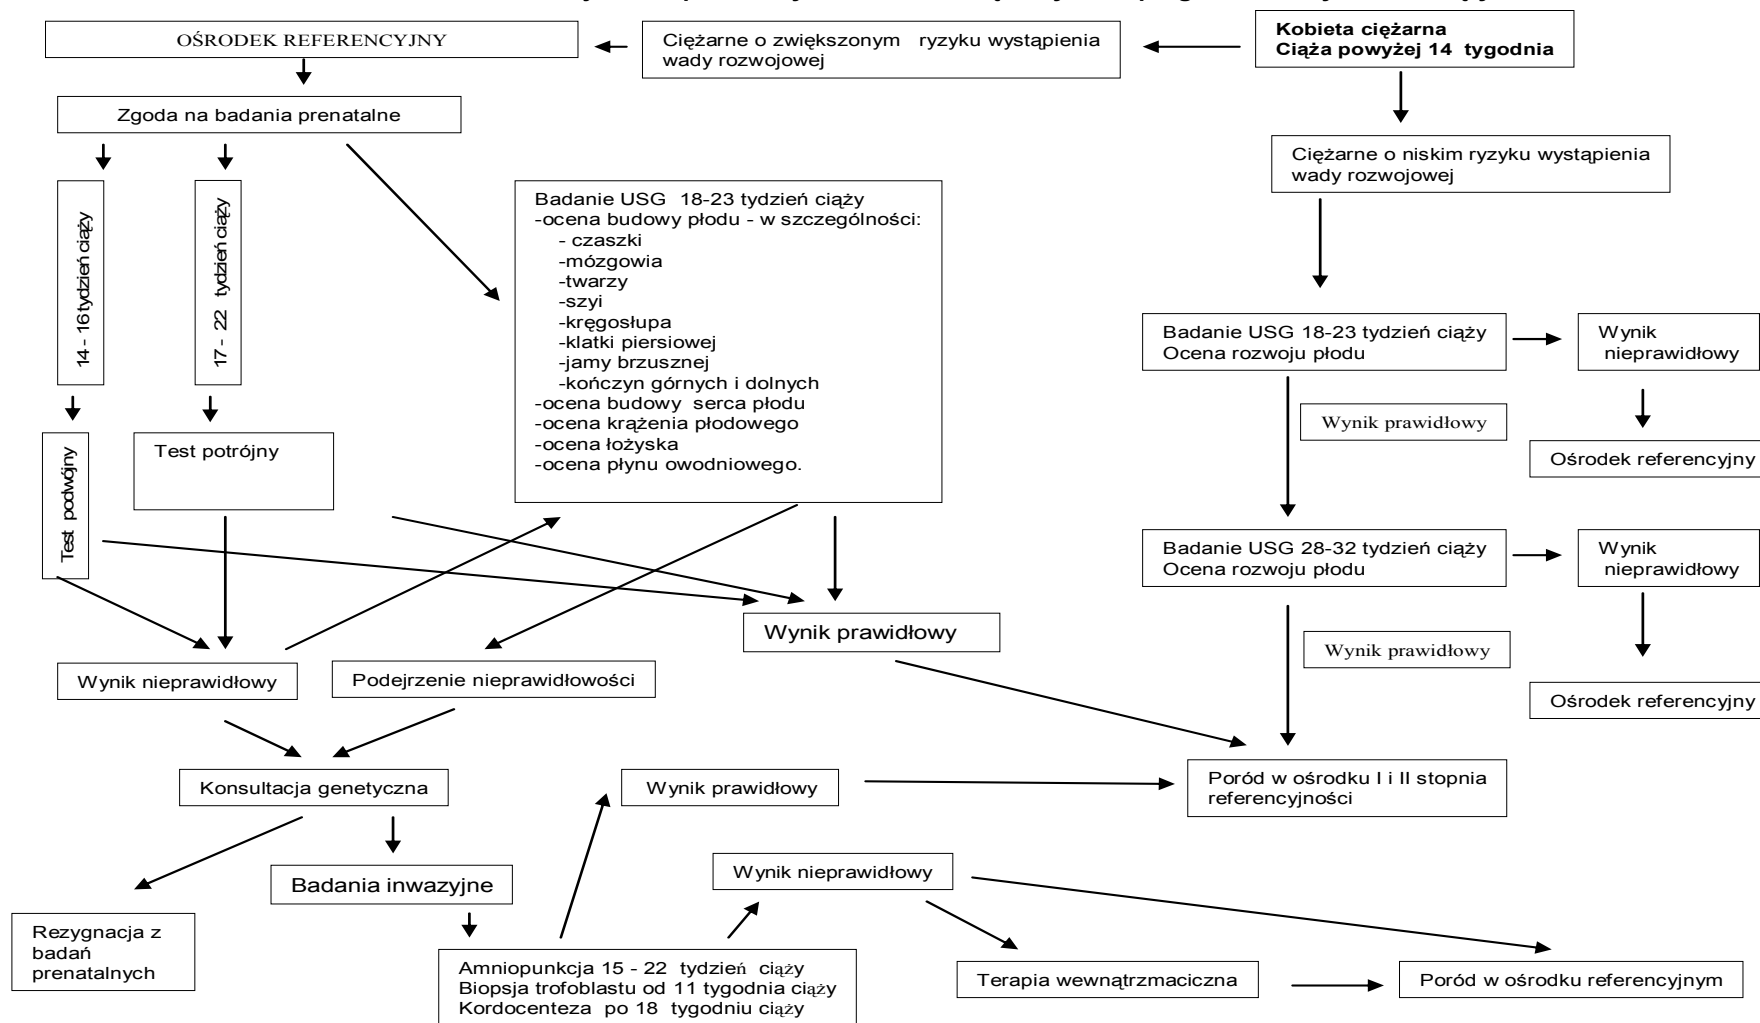 OŚRODEK REFERENCYJNY
Ciężarne o zwiększonym ryzyku wystąpienia
wady rozwojowej
Kobieta ciężarna
Ciąża powyżej 14 tygodnia
Zgoda na badania prenatalne
Ciężarne o niskim ryzyku wystąpienia
wady rozwojowej
14 - 16 tydzień ciąży
17 - 22 tydzień ciąży
Badanie USG 18-23 tydzień ciąży
-ocena budowy płodu - w szczególności:
- czaszki
-mózgowia
-twarzy
-szyi
-kręgosłupa
-klatki piersiowej
-jamy brzusznej
-kończyn górnych i dolnych
-ocena budowy serca płodu
-ocena krążenia płodowego
-ocena łożyska
-ocena płynu owodniowego.
Badanie USG 18-23 tydzień ciąży
Ocena rozwoju płodu
Wynik
nieprawidłowy
Wynik prawidłowy
Ośrodek referencyjny
Test podwójny
Test potrójny
Badanie USG 28-32 tydzień ciąży
Ocena rozwoju płodu
Wynik
nieprawidłowy
Wynik prawidłowy
Wynik prawidłowy
Wynik nieprawidłowy
Podejrzenie nieprawidłowości
Ośrodek referencyjny
Konsultacja genetyczna
Wynik prawidłowy
Poród w ośrodku I i II stopnia
referencyjności
Badania inwazyjne
Wynik nieprawidłowy
Rezygnacja z
badań
prenatalnych
Amniopunkcja 15 - 22 tydzień ciąży
Biopsja trofoblastu od 11 tygodnia ciąży
Kordocenteza po 18 tygodniu ciąży
Terapia wewnątrzmaciczna
Poród w ośrodku referencyjnym